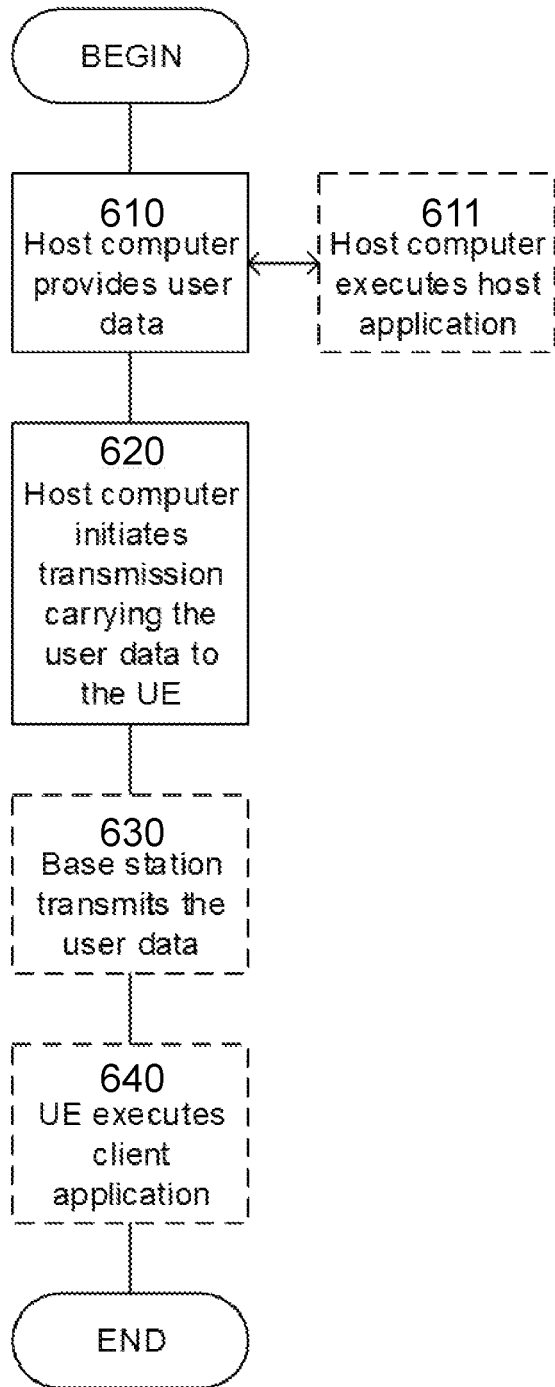 BEGIN
610
Host computer
provides user
data
611
Host computer
executes host
application
620
Host computer
initiates
transmission
carrying the
user data to
the UE
630
Base station
transmits the
user data
640
UE executes
client
application
END